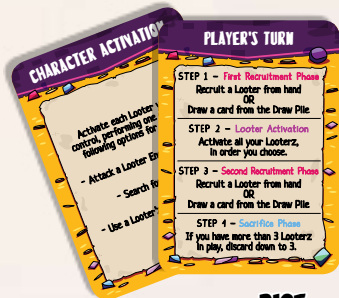 CHARACTER ACTIVATION
Activate each Looter
control, performing one
following options for
- Attack a Looter
- Search
- Use a Looter
PLAYER'S TURN
STEP 1 - First Recruitment Phase
Recruit a Looter from hand
OR
Draw a card from the Draw Pile
STEP 2 - Looter Activation
Activate all your Looterz,
in order you choose.
STEP 3 - Second Recruitment Phase
Recruit a Looter from hand
OR
Draw a card from the Draw Pile
STEP 4 - Sacrifice Phase
If you have more than 3 Looterz
in play, discard down to 3.